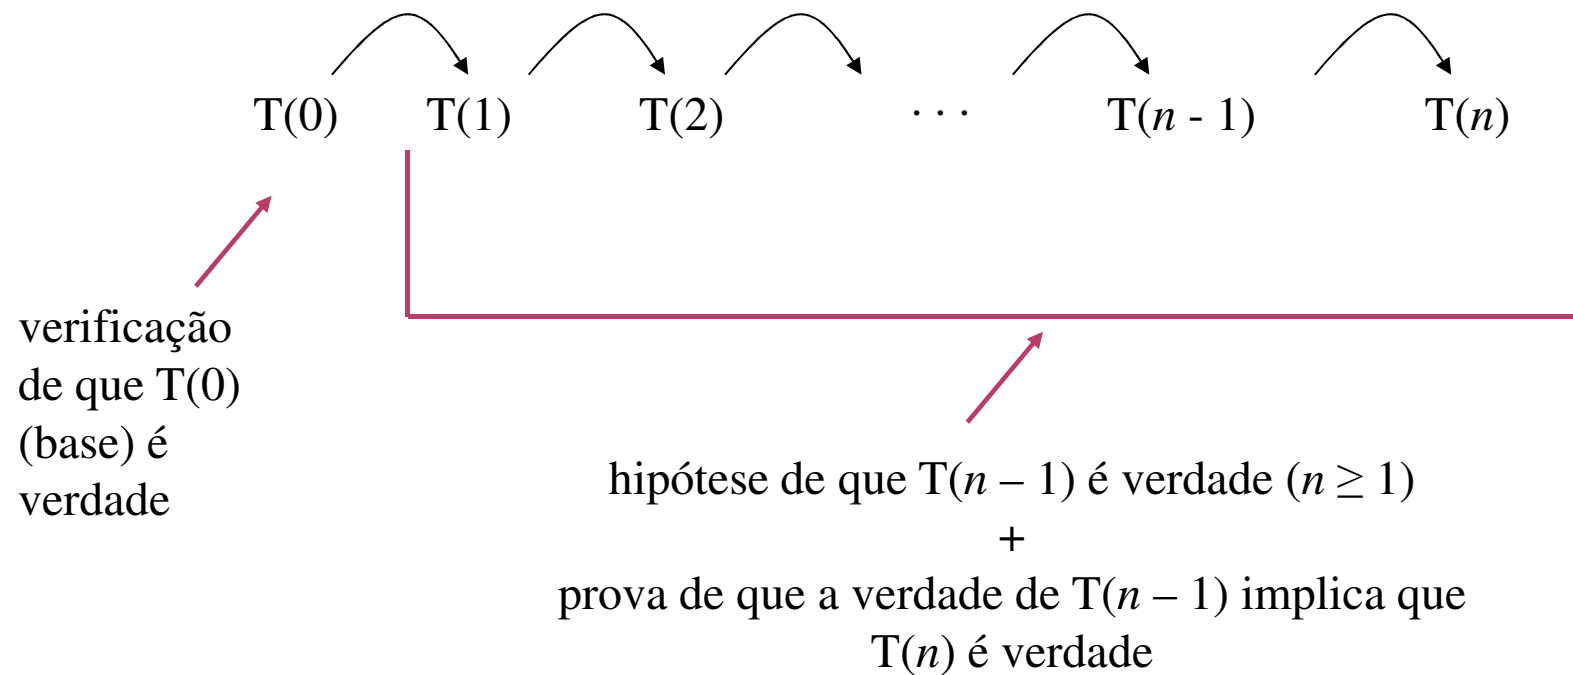 T(0) T(1) T(2) · · · T(n - 1) T(n)
verificação
de que T(0)
(base) é
verdade
hipótese de que T(n – 1) é verdade (n ≥ 1)
+
prova de que a verdade de T(n – 1) implica que
T(n) é verdade